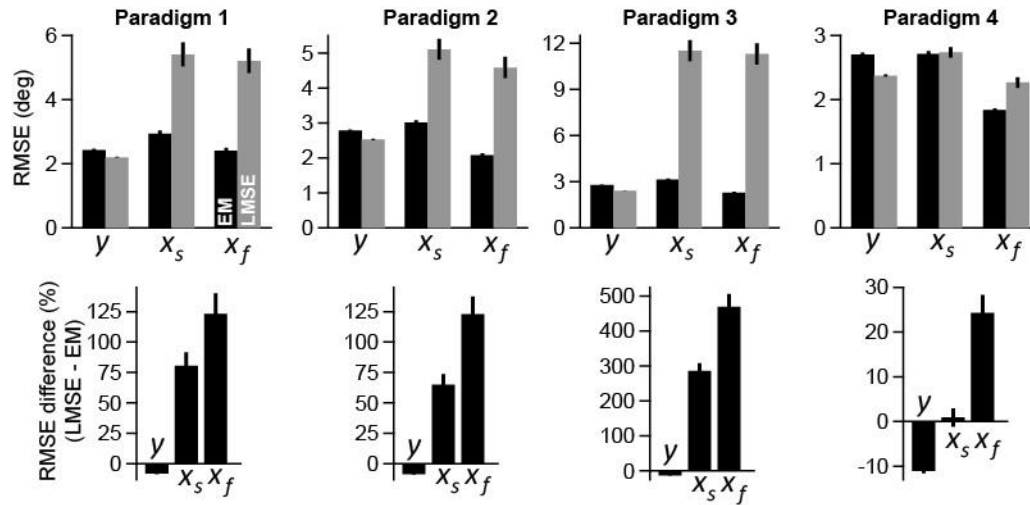 Paradigm 1
Paradigm 2
Paradigm 3
Paradigm 4
RMSE (deg)
6
4
2
0
EM
LMSE
y
x_s
x_f
5
4
3
2
1
0
y
x_s
x_f
12
9
6
3
0
y
x_s
x_f
3
2
1
0
y
x_s
x_f
RMSE difference (%)
(LMSE - EM)
125
100
75
50
25
0
y
x_s
x_f
125
100
75
50
25
0
y
x_s
x_f
500
400
300
200
100
0
y
x_s
x_f
30
20
10
0
-10
y
x_s
x_f